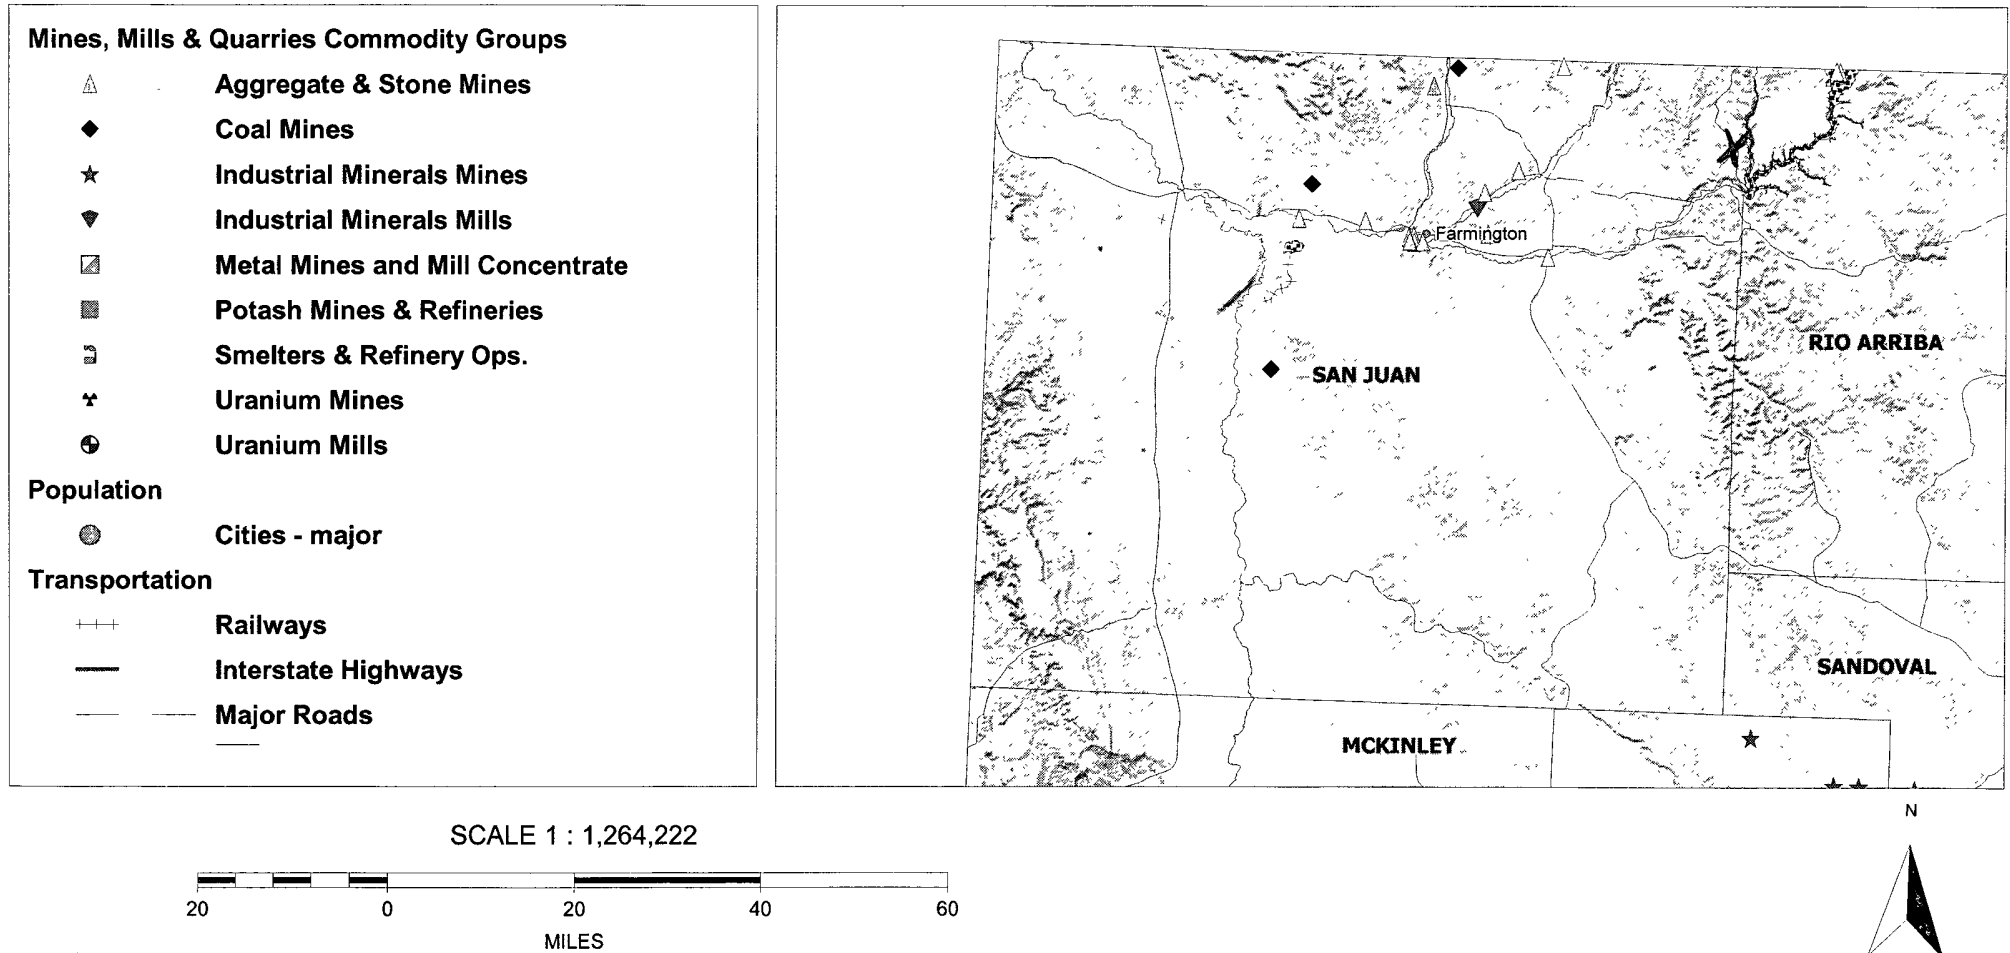 Mines, Mills & Quarries Commodity Groups
Aggregate & Stone Mines
Coal Mines
Industrial Minerals Mines
Industrial Minerals Mills
Metal Mines and Mill Concentrate
Potash Mines & Refineries
Smelters & Refinery Ops.
Uranium Mines
Uranium Mills
Population
Cities - major
Transportation
Railways
Interstate Highways
Major Roads
Farmington
RIO ARRIBA
SAN JUAN
SANDOVAL
MCKINLEY
SCALE 1 : 1,264,222
20 0 20 40 60
MILES
N